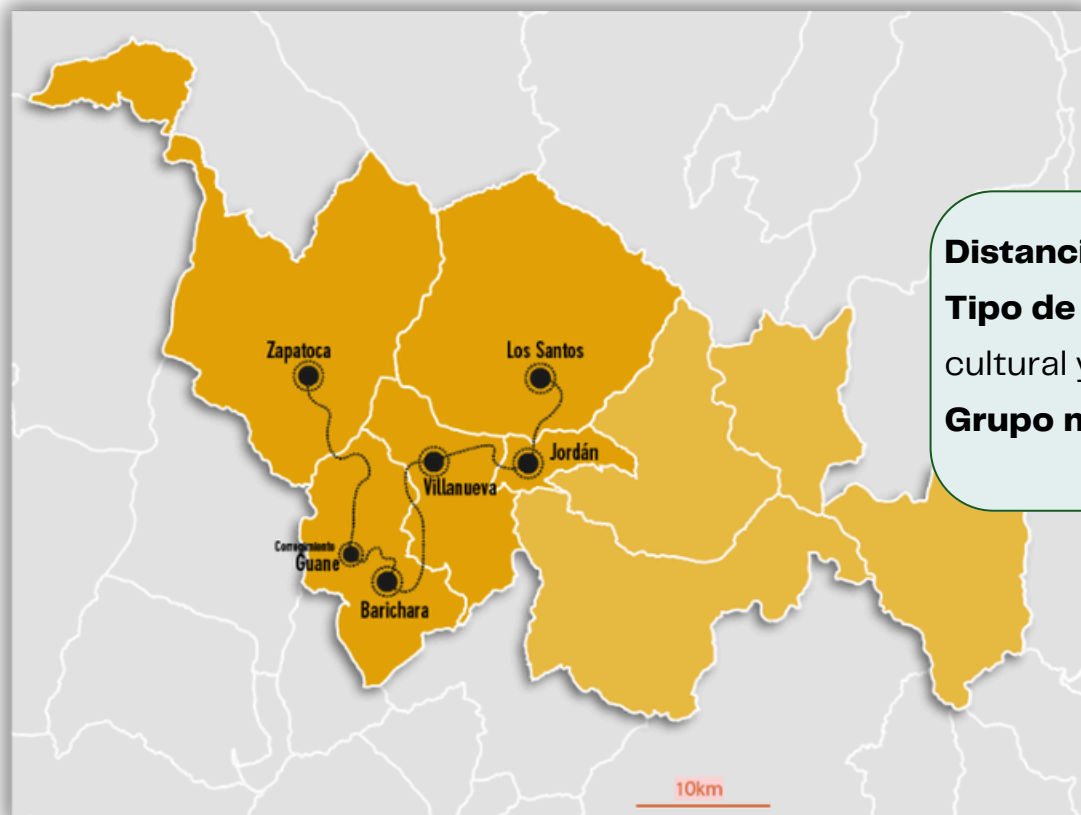 Zapatoca
Los Santos
Jordán
Villanueva
Corregimiento
Guane
Barichara
Distanci
Tipo de
cultural y
Grupo n
10km